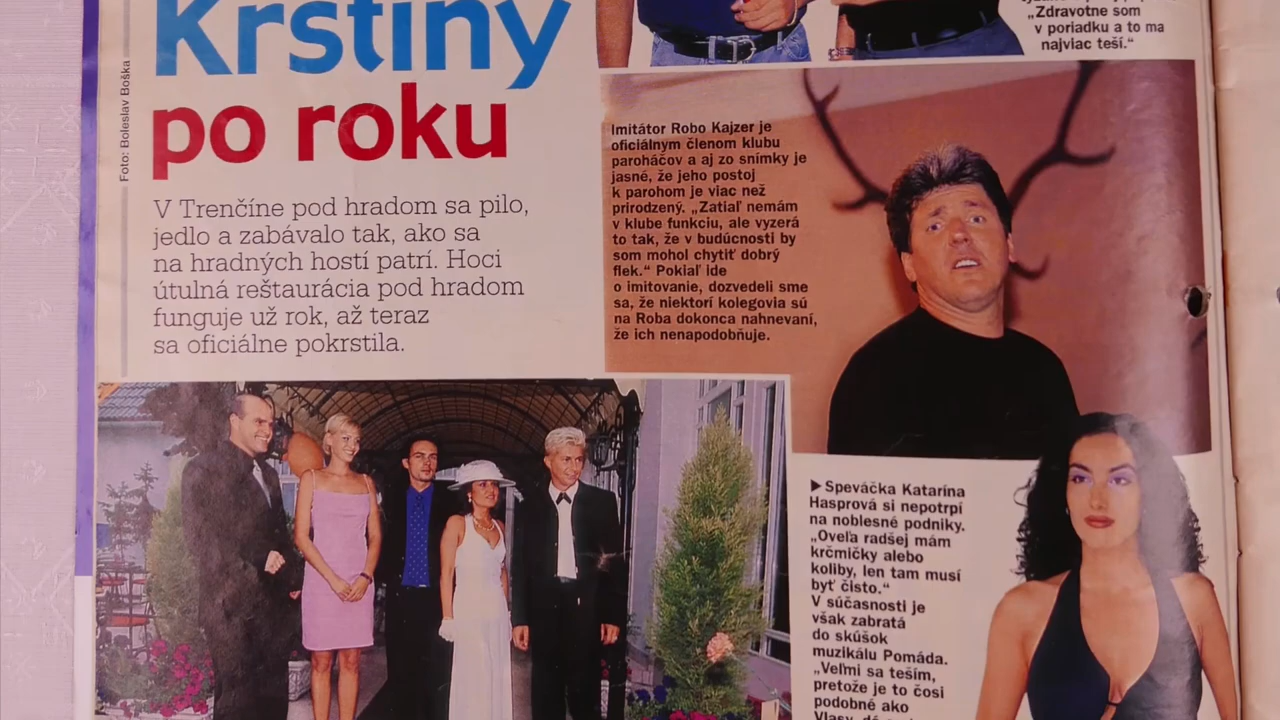 Krstiny
po roku
Foto: Boleslav Boška
V Trenčíne pod hradom sa pilo,
jedlo a zabávalo tak, ako sa
na hradných hostí patrí. Hoci
útulná reštaurácia pod hradom
funguje už rok, až teraz
sa oficiálne pokrstila.
„Zdravotne som
v poriadku a to ma
najviac teší.“
Imitátor Robo Kajzer je
oficiálnym členom klubu
paroháčov a aj zo snímky je
jasné, že jeho postoj
k parohom je viac než
prirodzený. „Zatiaľ nemám
v klube funkciu, ale vyzerá
to tak, že v budúcnosti by
som mohol chytiť dobrý
flek.“ Pokiaľ ide
o imitovanie, dozvedeli sme
sa, že niektorí kolegovia sú
na Roba dokonca nahnevaní,
že ich nenapodobňuje.
▶ Speváčka Katarína
Hasprová si nepotrpí
na noblesné podniky.
„Oveľa radšej mám
krčmičky alebo
koliby, len tam musí
byť čisto.“
V súčasnosti je
však zabratá
do skúšok
muzikálu Pomáda.
„Veľmi sa teším,
pretože je to čosi
podobné ako
Vlasy,